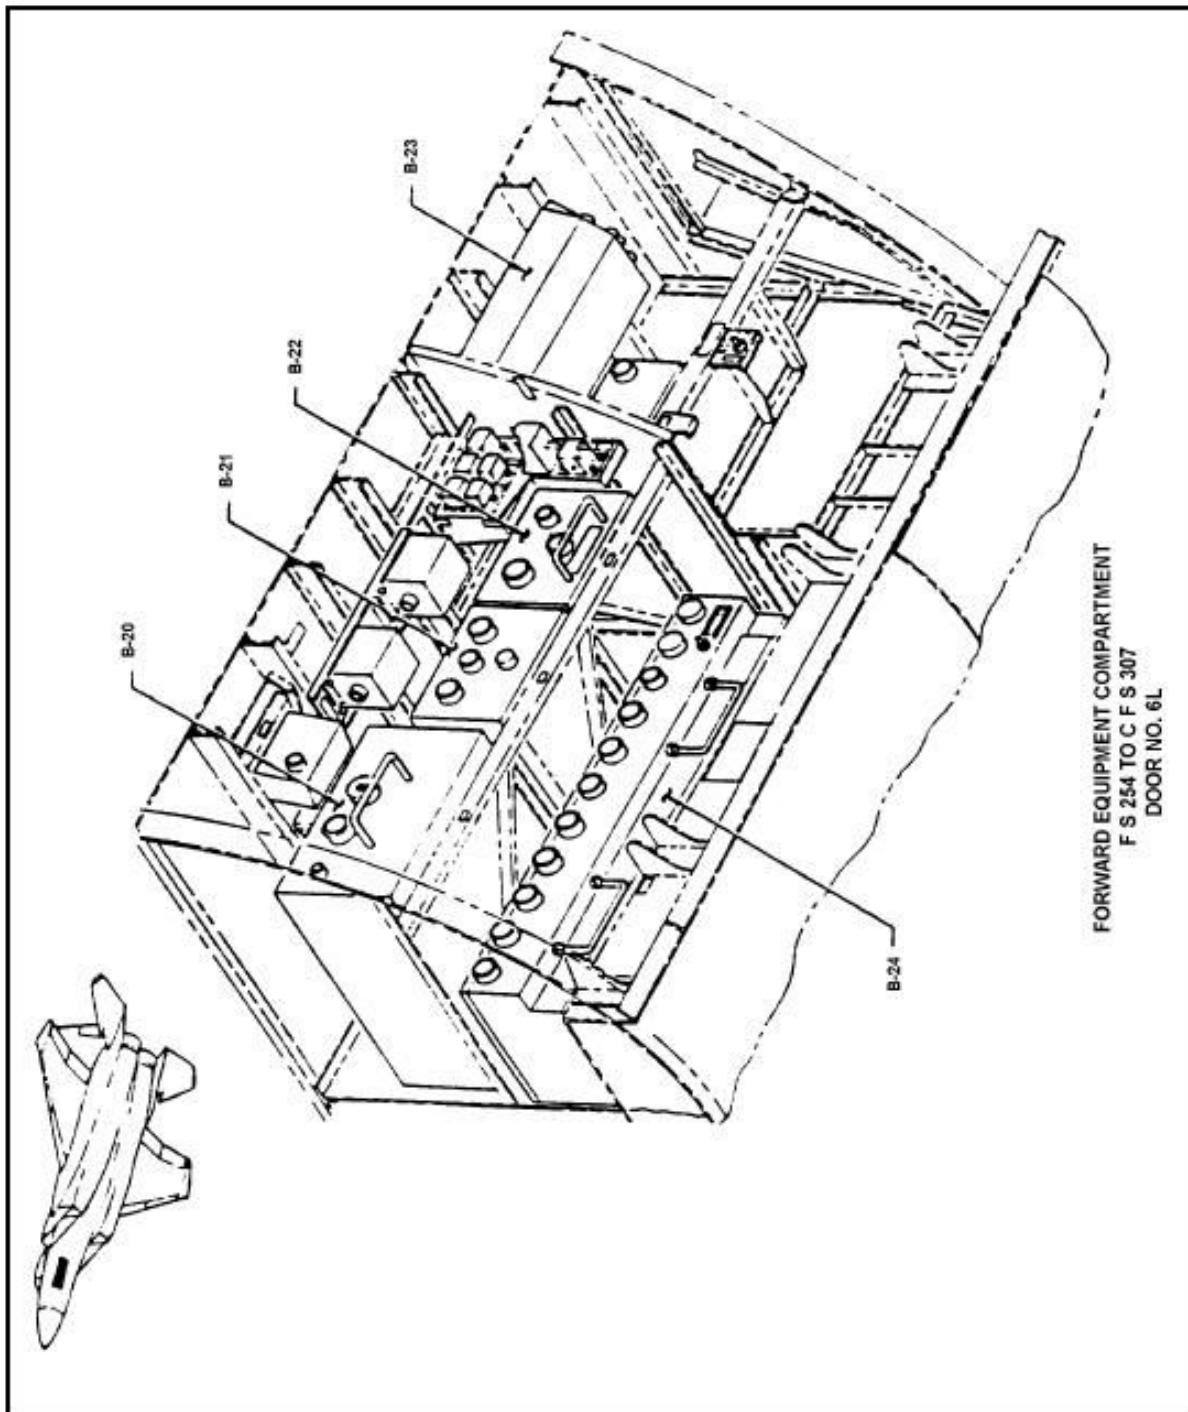 B-20
B-21
B-22
B-23
B-24
FORWARD EQUIPMENT COMPARTMENT
F S 254 TO C F S 307
DOOR NO. 6L